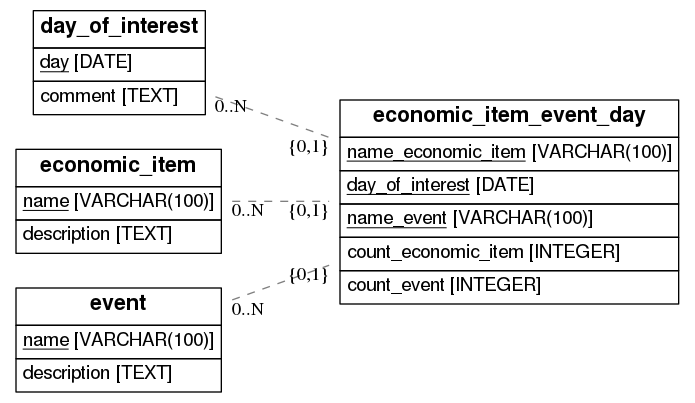 day_of_interest
day [DATE]
comment [TEXT]
0..N
{0,1}
economic_item
name [VARCHAR(100)]
description [TEXT]
0..N
{0,1}
event
name [VARCHAR(100)]
description [TEXT]
0..N
{0,1}
economic_item_event_day
name_economic_item [VARCHAR(100)]
day_of_interest [DATE]
name_event [VARCHAR(100)]
count_economic_item [INTEGER]
count_event [INTEGER]